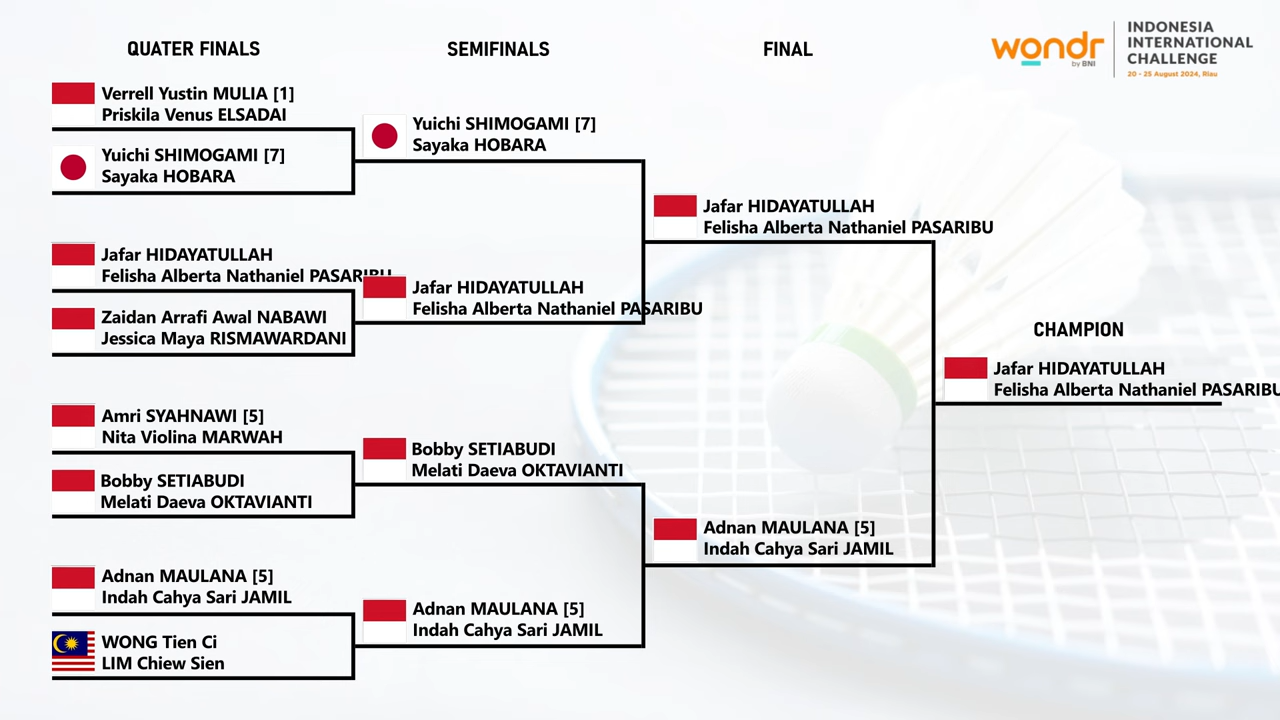 QUATER FINALS
SEMIFINALS
FINAL
wondr
by BNI
INDONESIA
INTERNATIONAL
CHALLENGE
20 - 25 August 2024, Riau
Verrell Yustin MULIA [1]
Priskila Venus ELSADAI
Yuichi SHIMOGAMI [7]
Sayaka HOBARA
Jafar HIDAYATULLAH
Felisha Alberta Nathaniel PASARIBU
Zaidan Arrafi Awal NABAWI
Jessica Maya RISMAWARDANI
Amri SYAHNAWI [5]
Nita Violina MARWAH
Bobby SETIABUDI
Melati Daeva OKTAVIANTI
Adnan MAULANA [5]
Indah Cahya Sari JAMIL
WONG Tien Ci
LIM Chiew Sien
Yuichi SHIMOGAMI [7]
Sayaka HOBARA
Jafar HIDAYATULLAH
Felisha Alberta Nathaniel PASARIBU
Bobby SETIABUDI
Melati Daeva OKTAVIANTI
Adnan MAULANA [5]
Indah Cahya Sari JAMIL
Jafar HIDAYATULLAH
Felisha Alberta Nathaniel PASARIBU
Adnan MAULANA [5]
Indah Cahya Sari JAMIL
CHAMPION
Jafar HIDAYATULLAH
Felisha Alberta Nathaniel PASARIBU